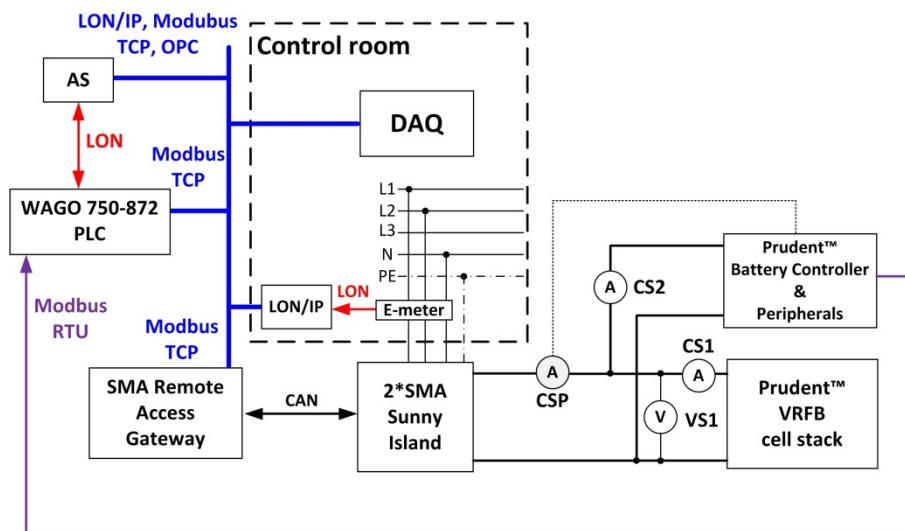 LON/IP, Modubus
TCP, OPC
Control room
AS
DAQ
LON
Modbus
TCP
WAGO 750-872
PLC
L1
L2
L3
N
PE
Prudent™
Battery Controller
&
Peripherals
A
CS2
Modbus
RTU
LON/IP
LON
E-meter
Modbus
TCP
CS1
SMA Remote
Access
Gateway
CAN
2*SMA
Sunny
Island
A
CSP
A
V
VS1
Prudent™
VRFB
cell stack